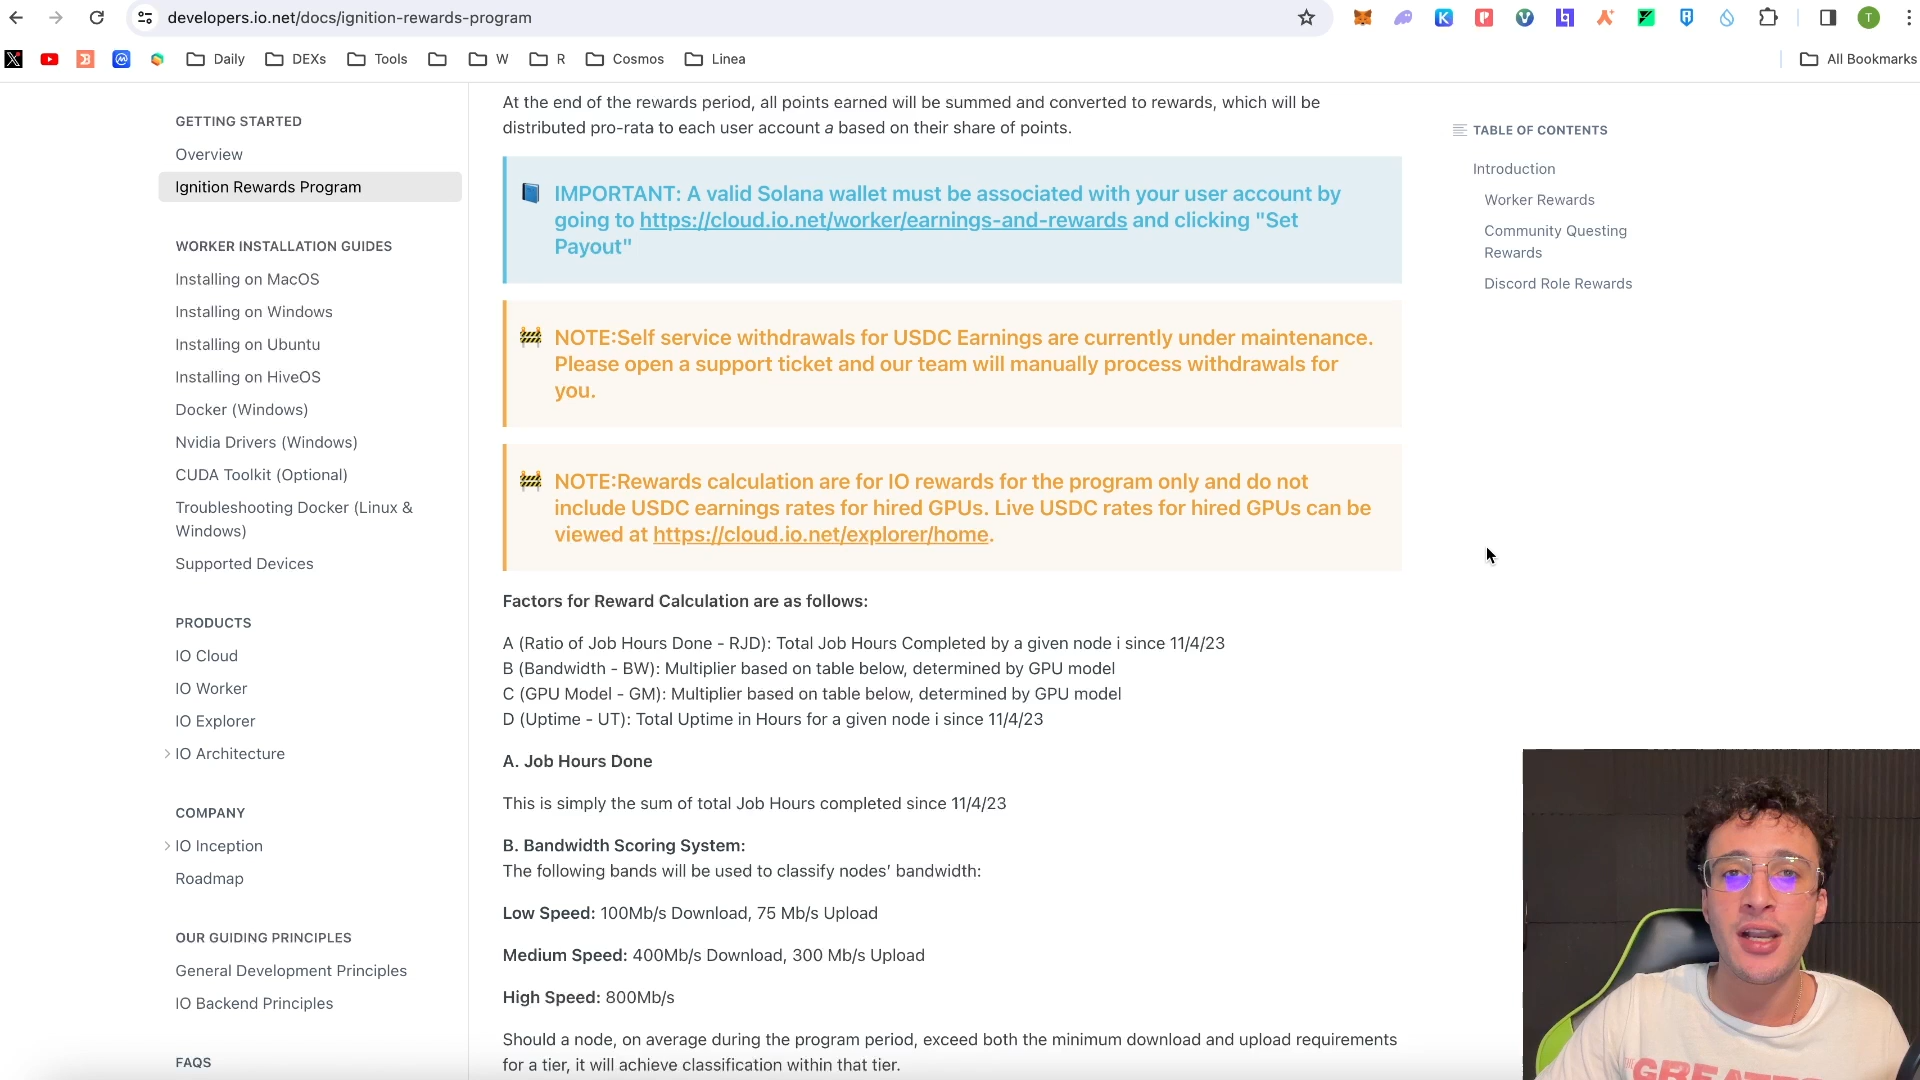 developers.io.net/docs/ignition-rewards-program
T
Daily
DEXs
Tools
W
R
Cosmos
Linea
All Bookmarks
GETTING STARTED
Overview
Ignition Rewards Program
WORKER INSTALLATION GUIDES
Installing on MacOS
Installing on Windows
Installing on Ubuntu
Installing on HiveOS
Docker (Windows)
Nvidia Drivers (Windows)
CUDA Toolkit (Optional)
Troubleshooting Docker (Linux &
Windows)
Supported Devices
PRODUCTS
IO Cloud
IO Worker
IO Explorer
IO Architecture
COMPANY
IO Inception
Roadmap
OUR GUIDING PRINCIPLES
General Development Principles
IO Backend Principles
FAQS
At the end of the rewards period, all points earned will be summed and converted to rewards, which will be
distributed pro-rata to each user account a based on their share of points.
IMPORTANT: A valid Solana wallet must be associated with your user account by
going to https://cloud.io.net/worker/earnings-and-rewards and clicking "Set
Payout"
NOTE:Self service withdrawals for USDC Earnings are currently under maintenance.
Please open a support ticket and our team will manually process withdrawals for
you.
NOTE:Rewards calculation are for IO rewards for the program only and do not
include USDC earnings rates for hired GPUs. Live USDC rates for hired GPUs can be
viewed at https://cloud.io.net/explorer/home.
Factors for Reward Calculation are as follows:
A (Ratio of Job Hours Done - RJD): Total Job Hours Completed by a given node i since 11/4/23
B (Bandwidth - BW): Multiplier based on table below, determined by GPU model
C (GPU Model - GM): Multiplier based on table below, determined by GPU model
D (Uptime - UT): Total Uptime in Hours for a given node i since 11/4/23
A. Job Hours Done
This is simply the sum of total Job Hours completed since 11/4/23
B. Bandwidth Scoring System:
The following bands will be used to classify nodes’ bandwidth:
Low Speed: 100Mb/s Download, 75 Mb/s Upload
Medium Speed: 400Mb/s Download, 300 Mb/s Upload
High Speed: 800Mb/s
Should a node, on average during the program period, exceed both the minimum download and upload requirements
for a tier, it will achieve classification within that tier.
TABLE OF CONTENTS
Introduction
Worker Rewards
Community Questing
Rewards
Discord Role Rewards